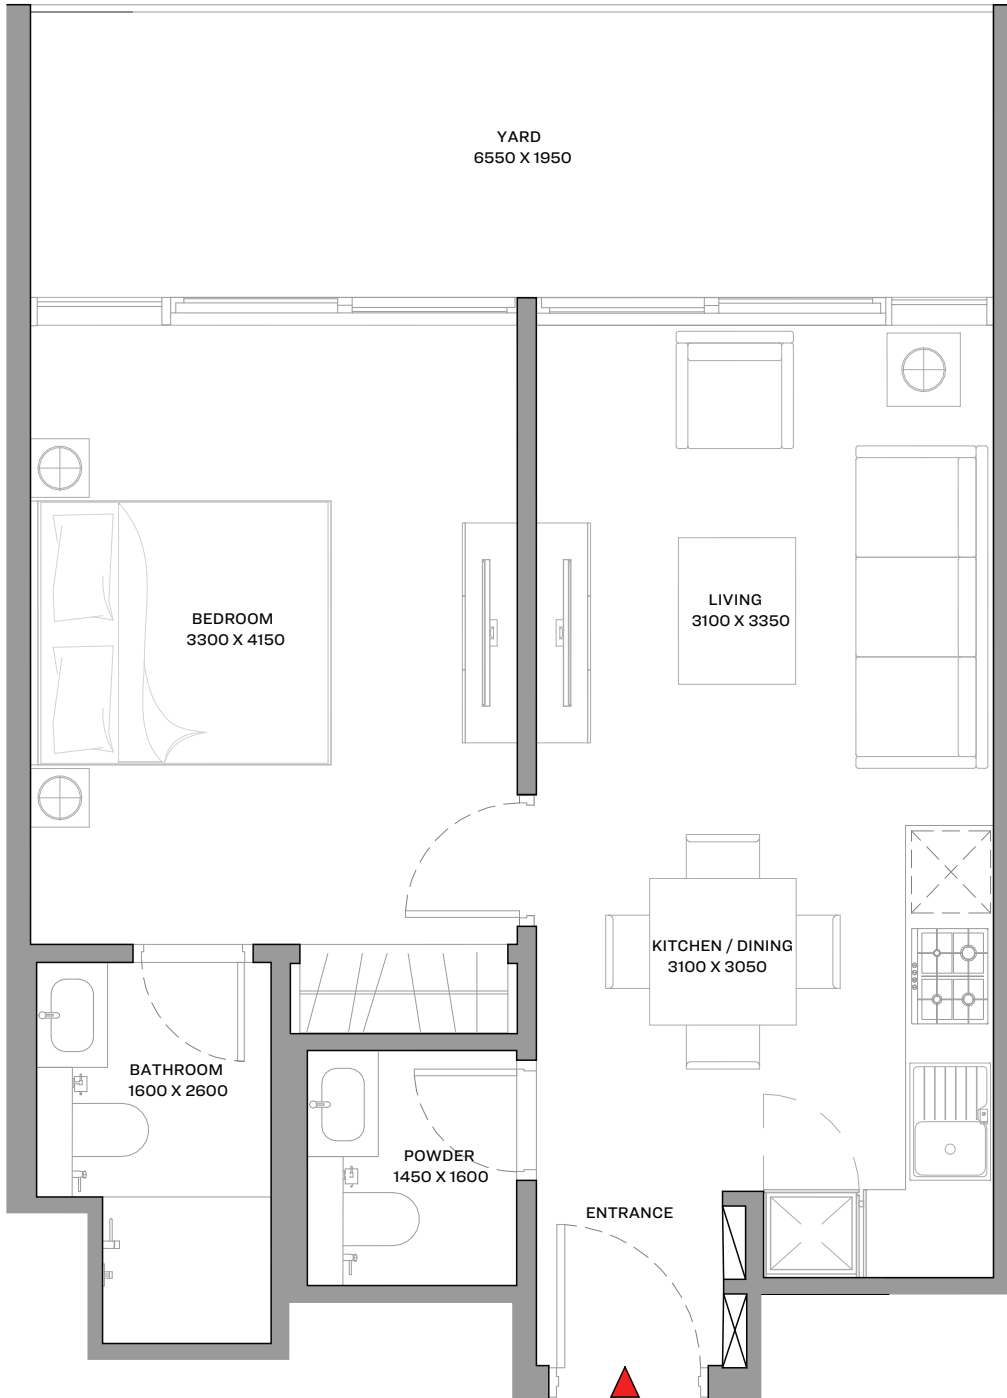 YARD
6550 X 1950
BEDROOM
3300 X 4150
LIVING
3100 X 3350
KITCHEN / DINING
3100 X 3050
BATHROOM
1600 X 2600
POWDER
1450 X 1600
ENTRANCE